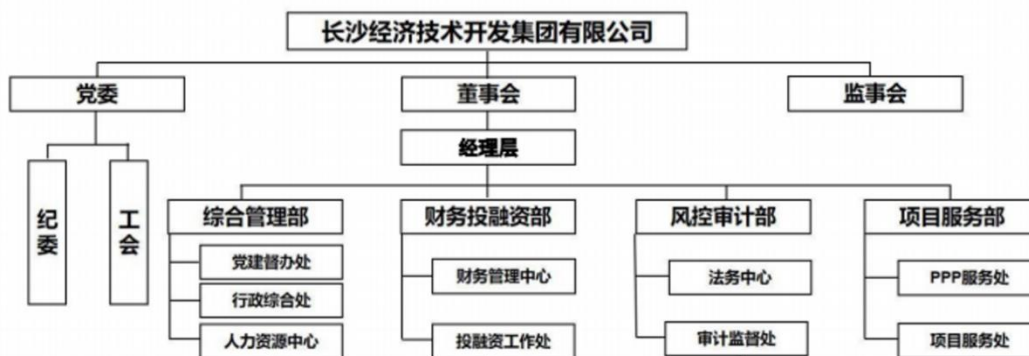 长沙经济技术开发集团有限公司
党委
董事会
监事会
经理层
纪委
工会
综合管理部
财务投融资部
风控审计部
项目服务部
党建督办处
行政综合处
人力资源中心
财务管理中心
投融资工作处
法务中心
审计监督处
PPP服务处
项目服务处